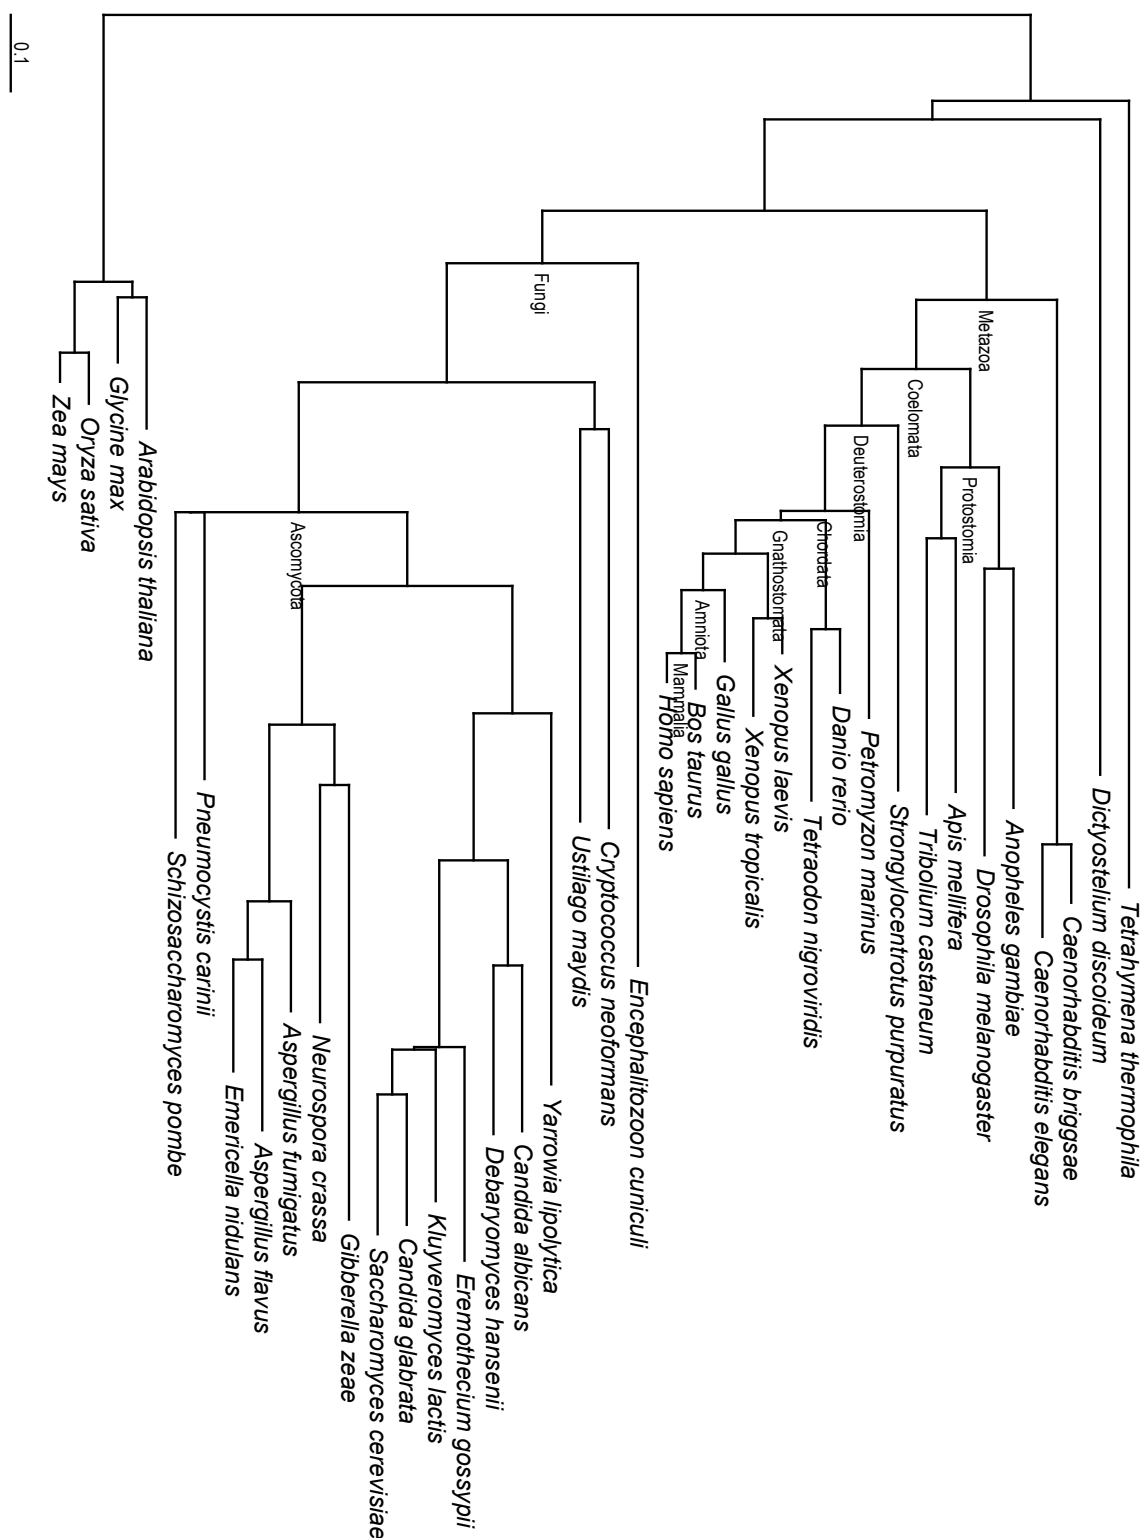 0.1
Tetrahymena thermophila
Dictyostelium discoideum
Caenorhabditis briggsae
Caenorhabditis elegans
Metazoa
Anopheles gambiae
Drosophila melanogaster
Protostomia
Apis mellifera
Tribolium castaneum
Coelomata
Strongylocentrotus purpuratus
Deuterostomia
Petromyzon marinus
Danio rerio
Chordata
Tetraodon nigroviridis
Gnathostomata
Xenopus laevis
Xenopus tropicalis
Gallus gallus
Amniota
Bos taurus
Mammalia
Homo sapiens
Encephalitozoon cuniculi
Fungi
Cryptococcus neoformans
Ustilago maydis
Yarrowia lipolytica
Candida albicans
Debaryomyces hansenii
Eremothecium gossypii
Kluyveromyces lactis
Candida glabrata
Saccharomyces cerevisiae
Gibberella zeae
Neurospora crassa
Ascomycota
Aspergillus fumigatus
Aspergillus flavus
Emericella nidulans
Pneumocystis carinii
Schizosaccharomyces pombe
Arabidopsis thaliana
Glycine max
Oryza sativa
Zea mays